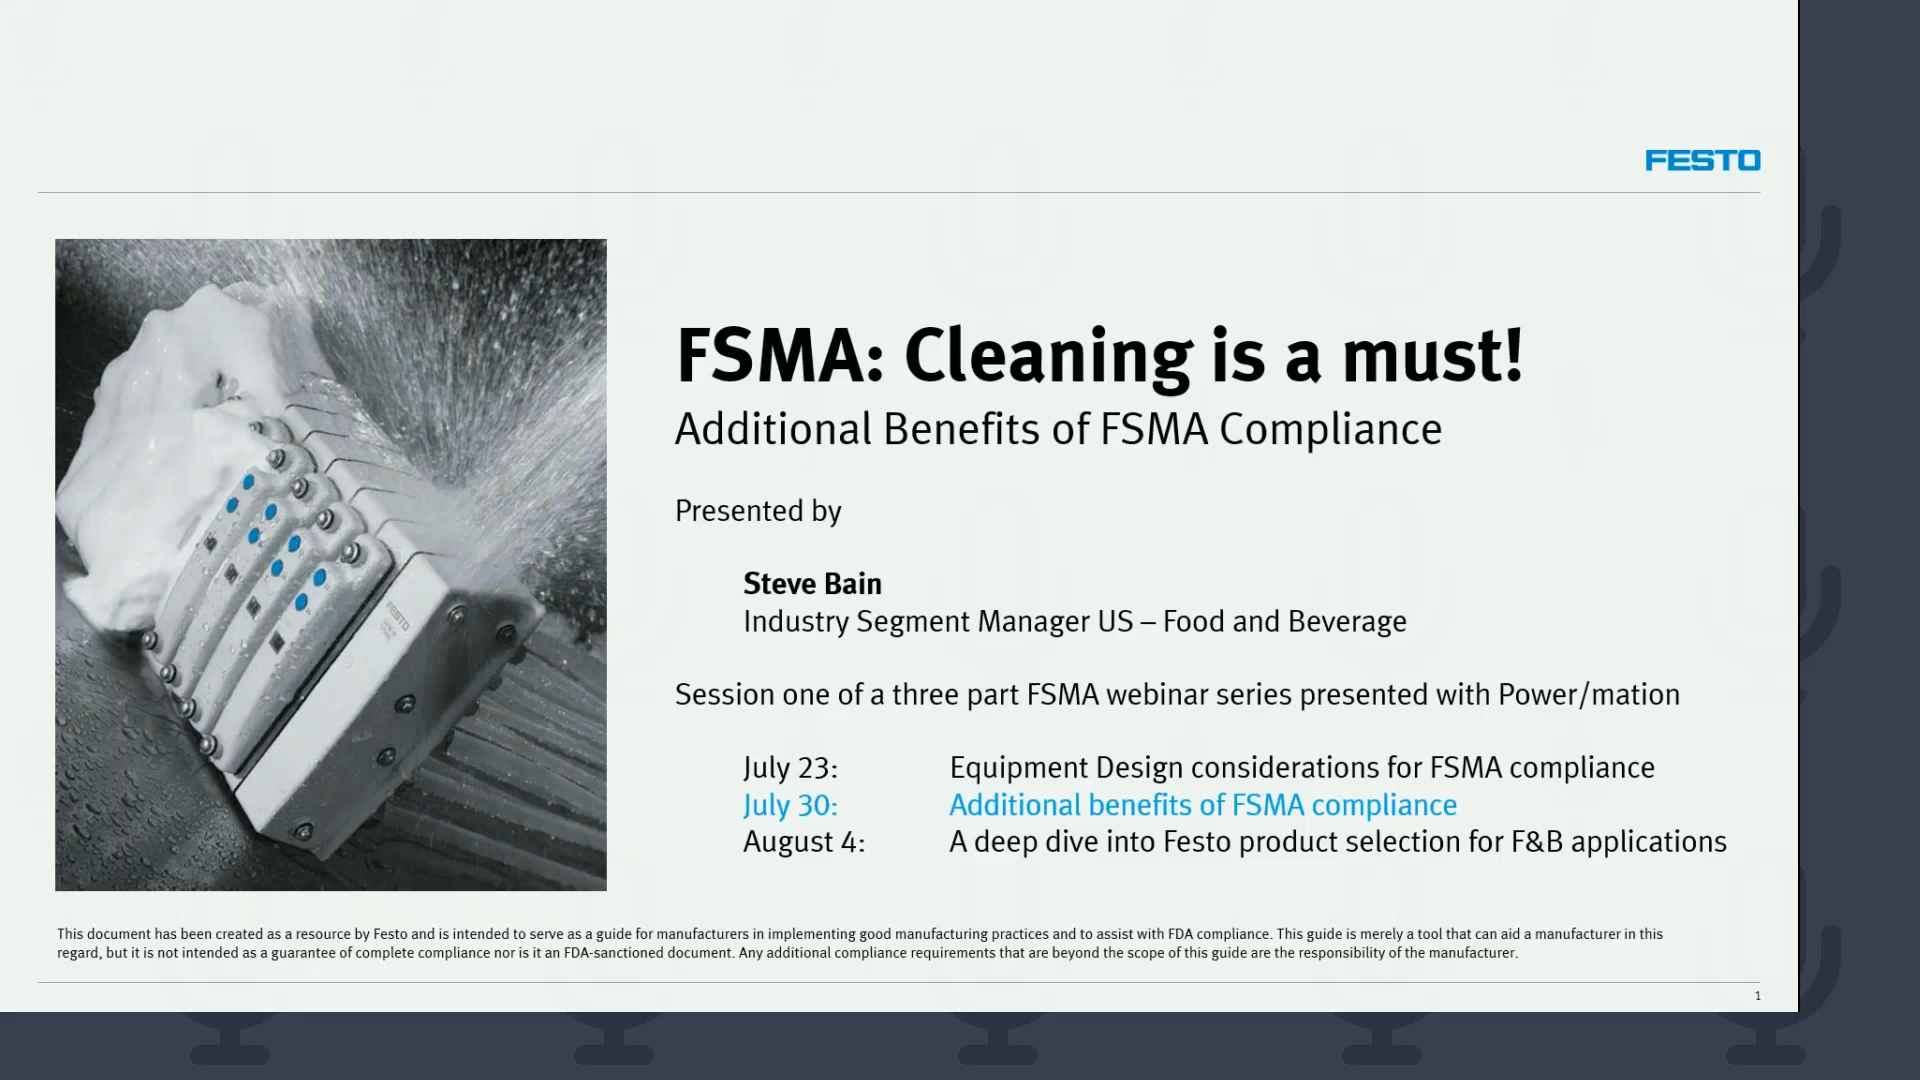 FESTO
FSMA: Cleaning is a must!
Additional Benefits of FSMA Compliance
Presented by
Steve Bain
Industry Segment Manager US – Food and Beverage
Session one of a three part FSMA webinar series presented with Power/mation
July 23: Equipment Design considerations for FSMA compliance
July 30: Additional benefits of FSMA compliance
August 4: A deep dive into Festo product selection for F&B applications
FESTO
This document has been created as a resource by Festo and is intended to serve as a guide for manufacturers in implementing good manufacturing practices and to assist with FDA compliance. This guide is merely a tool that can aid a manufacturer in this
regard, but it is not intended as a guarantee of complete compliance nor is it an FDA-sanctioned document. Any additional compliance requirements that are beyond the scope of this guide are the responsibility of the manufacturer.
1